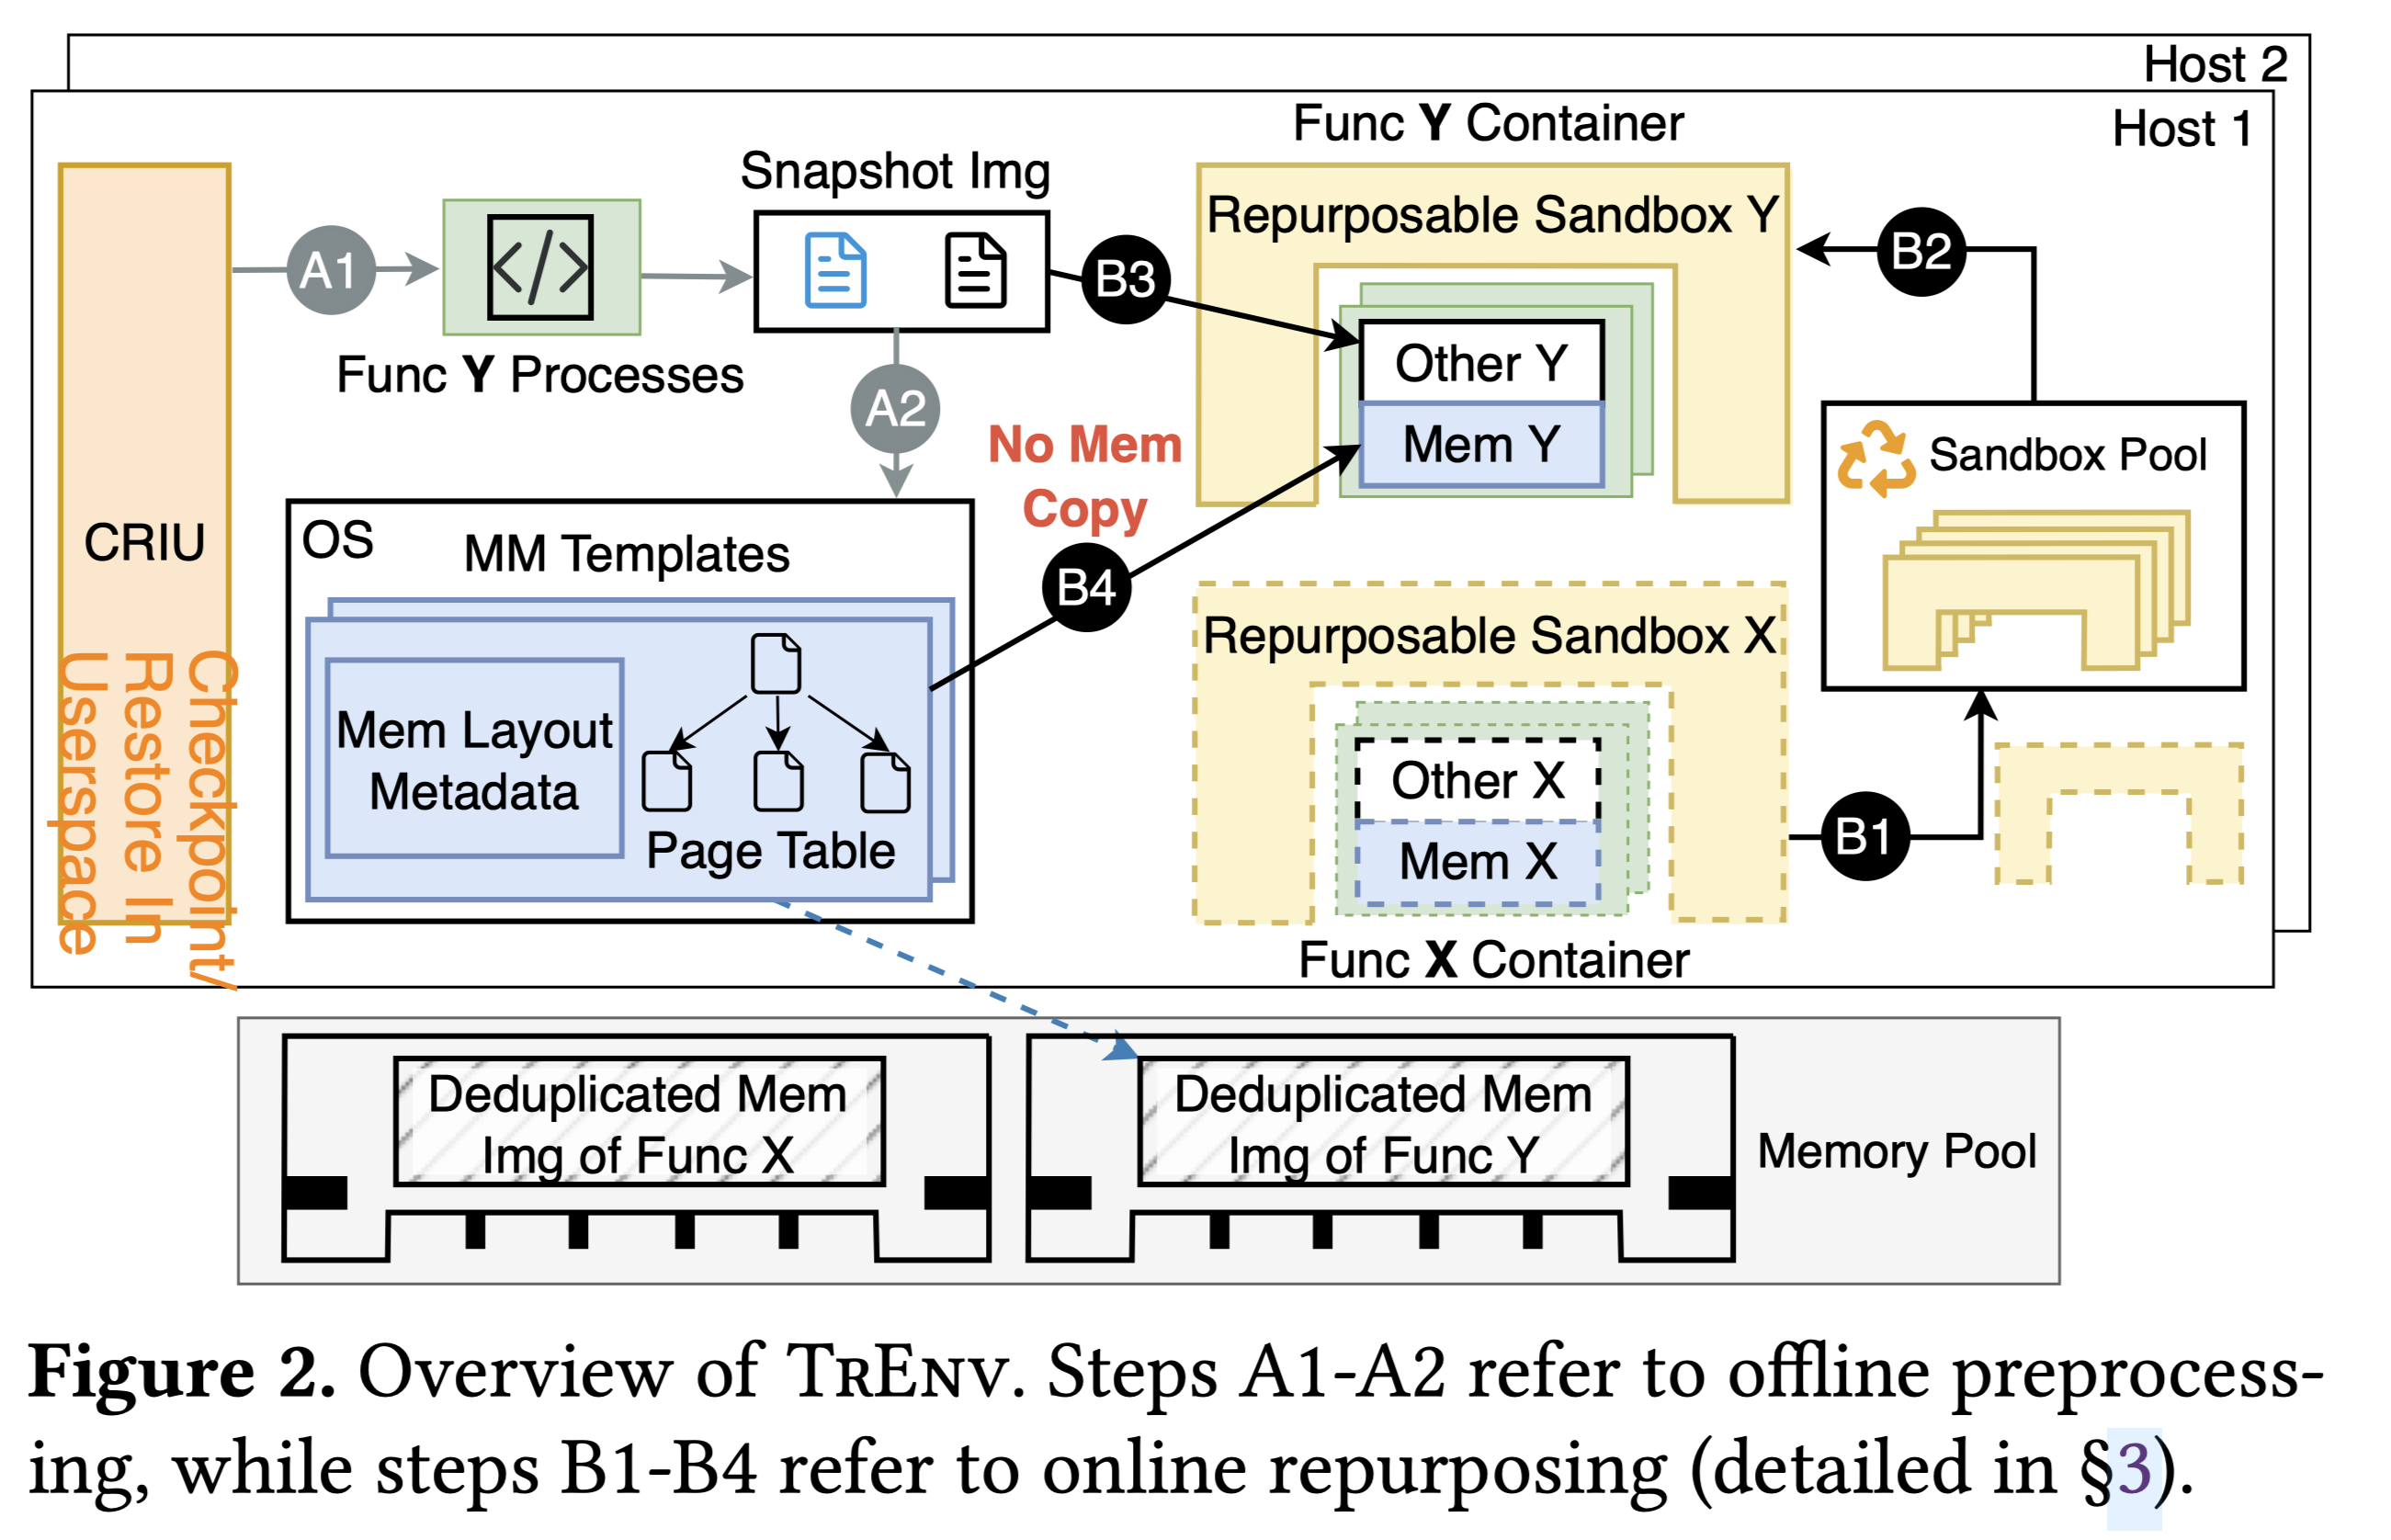 Host 2
Host 1
Func Y Container
Snapshot Img
Repurposable Sandbox Y
A1
</>
B3
B2
Func Y Processes
Other Y
A2
Mem Y
No Mem
Copy
Sandbox Pool
CRIU
OS
MM Templates
B4
Checkpoint/
Restore In
Userspace
Repurposable Sandbox X
Mem Layout
Metadata
Page Table
Other X
Mem X
B1
Func X Container
Deduplicated Mem
Img of Func X
Deduplicated Mem
Img of Func Y
Memory Pool
Figure 2. Overview of TrEnv. Steps A1-A2 refer to offline preprocess-
ing, while steps B1-B4 refer to online repurposing (detailed in §3).